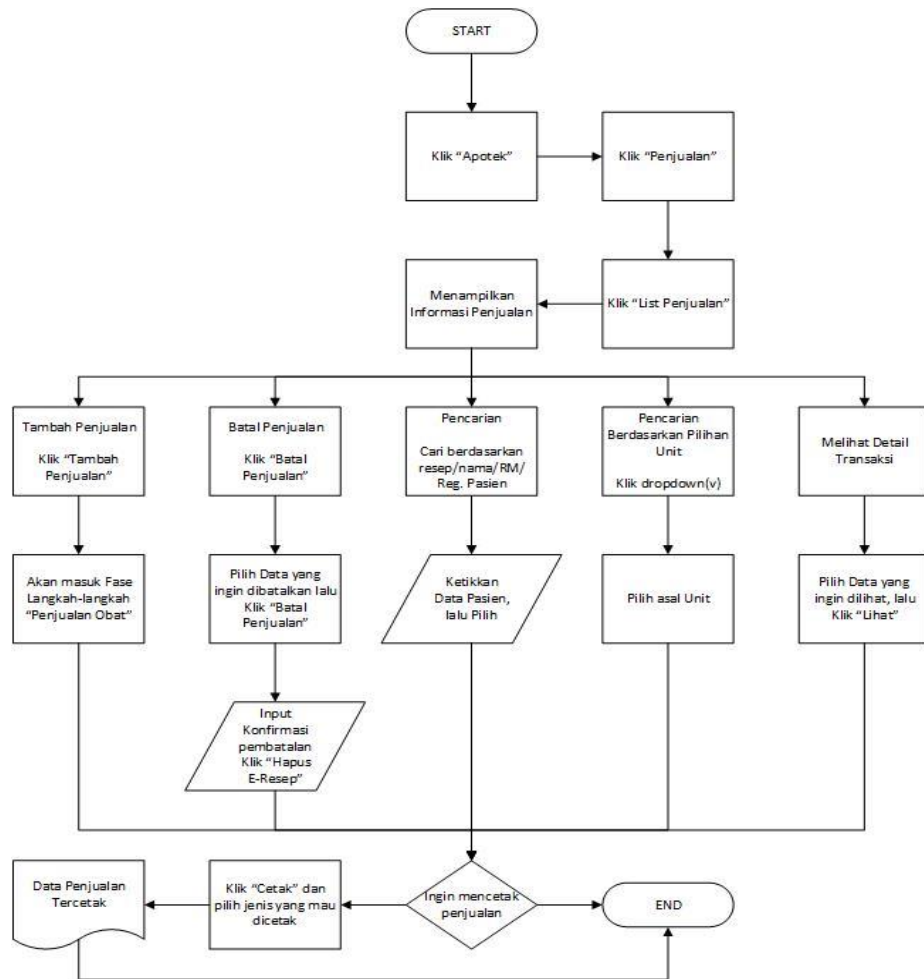 START
Klik “Apotek”
Klik “Penjualan”
Menampilkan
Informasi Penjualan
Klik “List Penjualan”
Tambah Penjualan
Klik “Tambah
Penjualan”
Batal Penjualan
Klik “Batal
Penjualan”
Pencarian
Cari berdasarkan
resep/nama/RM/
Reg. Pasien
Pencarian
Berdasarkan Pilihan
Unit
Klik dropdown(v)
Melihat Detail
Transaksi
Akan masuk Fase
Langkah-langkah
“Penjualan Obat”
Pilih Data yang
ingin dibatalkan lalu
Klik “Batal
Penjualan”
Ketikkan
Data Pasien,
lalu Pilih
Pilih asal Unit
Pilih Data yang
ingin dilihat, lalu
Klik “Lihat”
Input
Konfirmasi
pembatalan
Klik “Hapus
E-Resep”
Data Penjualan
Tercetak
Klik “Cetak” dan
pilih jenis yang mau
dicetak
Ingin mencetak
penjualan
END